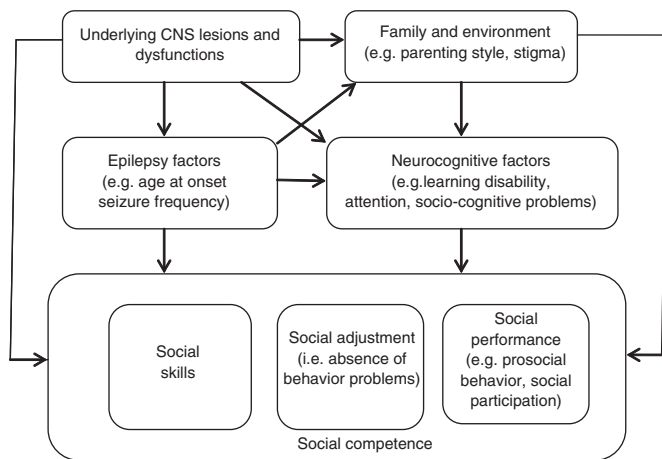 Underlying CNS lesions and
dysfunctions
Family and environment
(e.g. parenting style, stigma)
Epilepsy factors
(e.g. age at onset
seizure frequency)
Neurocognitive factors
(e.g.learning disability,
attention, socio-cognitive problems)
Social
skills
Social adjustment
(i.e. absence of
behavior problems)
Social
performance
(e.g. prosocial
behavior, social
participation)
Social competence